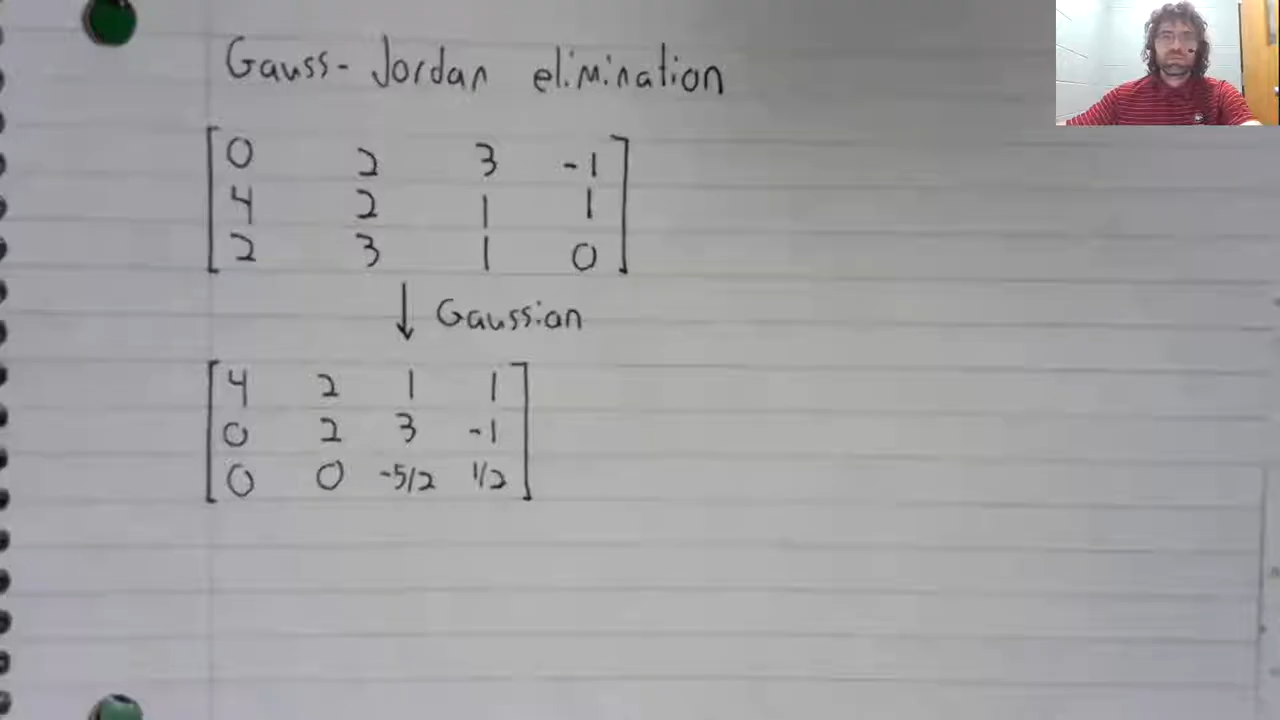 Gauss-Jordan elimination
0 2 3 -1
4 2 1 1
2 3 1 0
↓ Gaussian
4 2 1 1
0 2 3 -1
0 0 -5/2 1/2